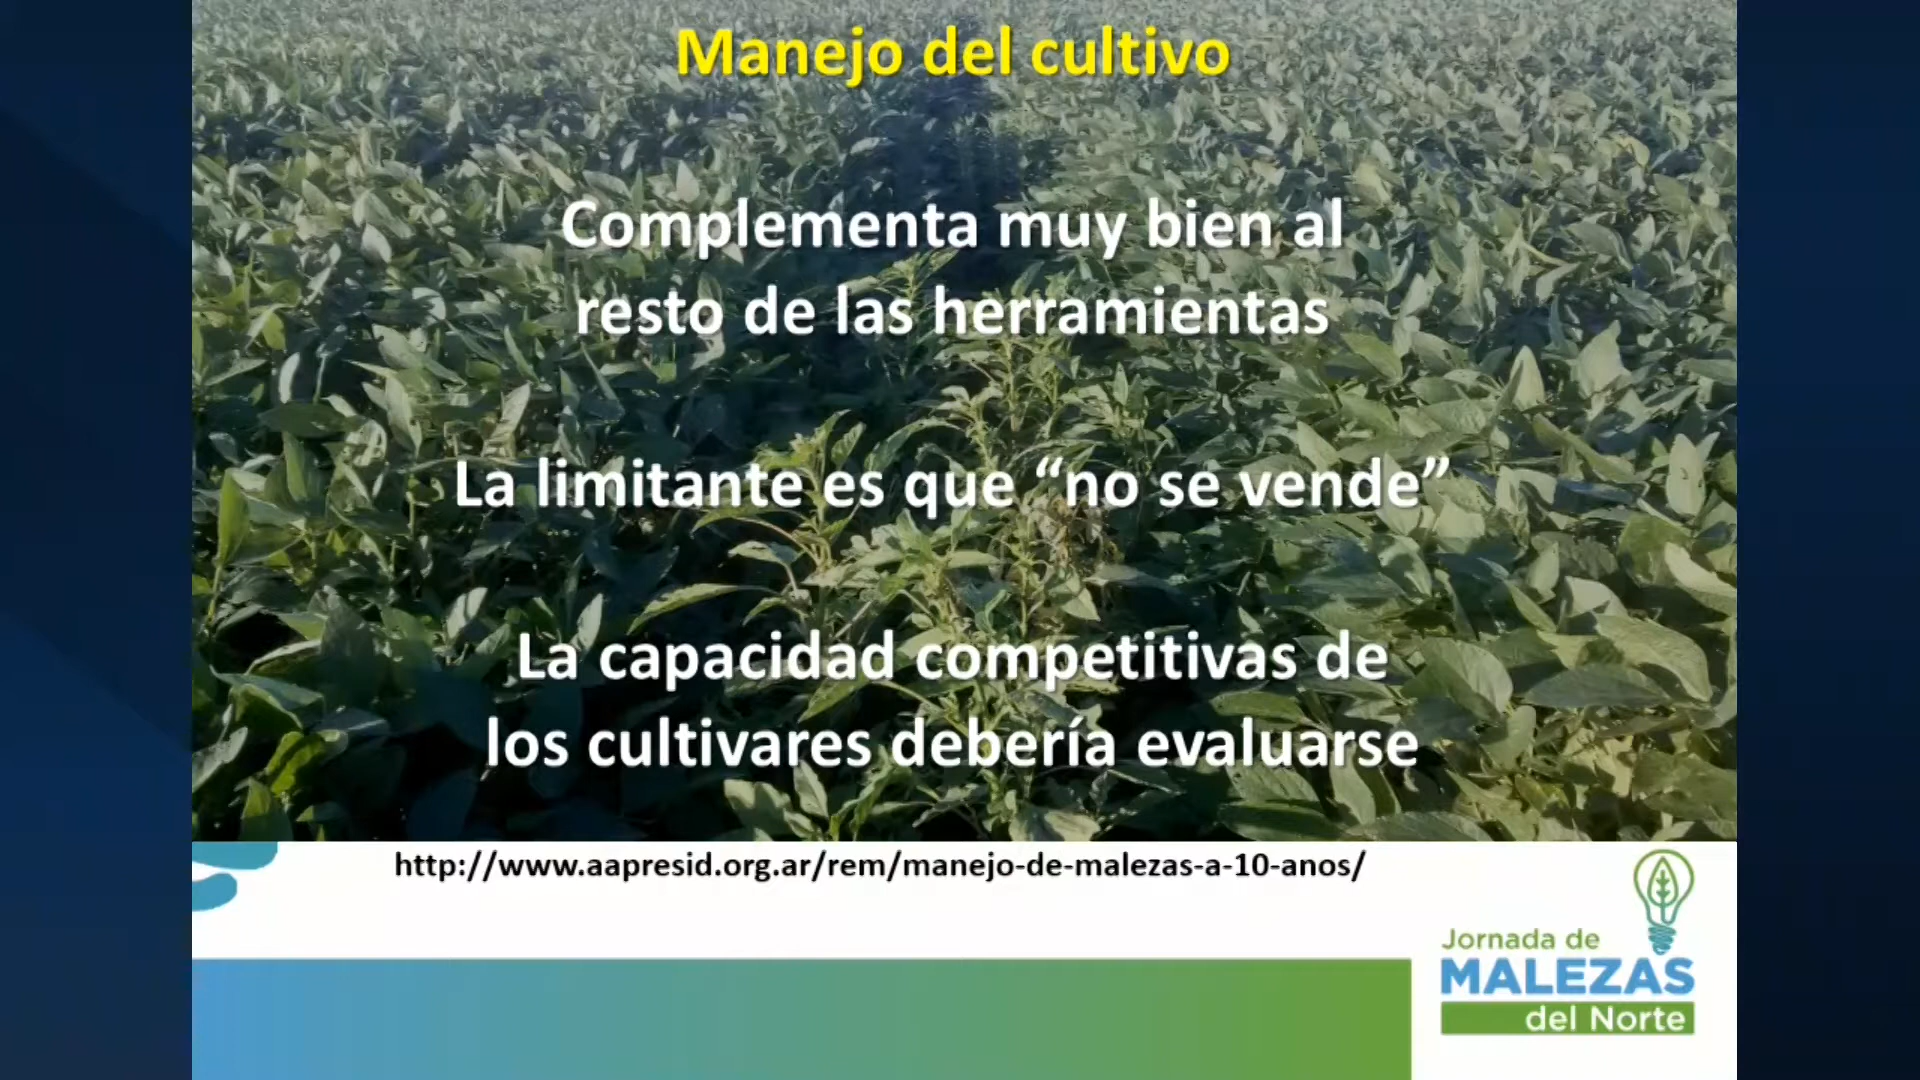 Manejo del cultivo
Complementa muy bien al
resto de las herramientas
La limitante es que “no se vende”
La capacidad competitivas de
los cultivares debería evaluarse
http://www.aapresid.org.ar/rem/manejo-de-malezas-a-10-anos/
Jornada de
MALEZAS
del Norte